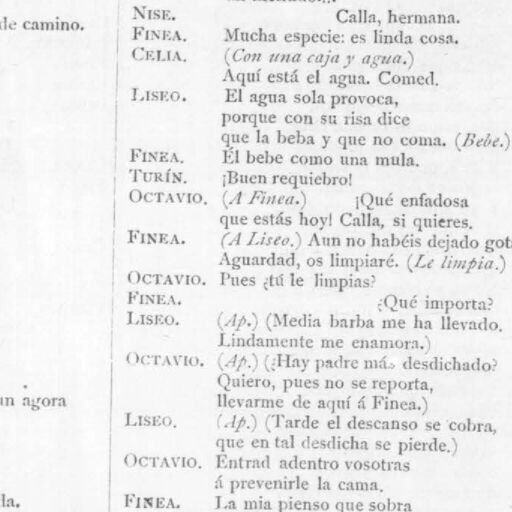 de camino.
un agora
la.
NISE. Calla, hermana.
FINEA. Mucha especie: es linda cosa.
CELIA. (Con una caja y agua.)
Aquí está el agua. Comed.
LISEO. El agua sola provoca,
porque con su risa dice
que la beba y que no coma. (Bebe.)
FINEA. Él bebe como una mula.
TURÍN. ¡Buen requiebro!
OCTAVIO. (A Finea.) ¡Qué enfadosa
que estás hoy! Calla, si quieres.
FINEA. (A Liseo.) Aun no habéis dejado got
Aguardad, os limpiaré. (Le limpia.)
OCTAVIO. Pues ¿tú le limpias?
FINEA. ¿Qué importa?
LISEO. (Ap.) (Media barba me ha llevado.
Lindamente me enamora.)
OCTAVIO. (Ap.) (¿Hay padre más desdichado?
Quiero, pues no se reporta,
llevarme de aquí á Finea.)
LISEO. (Ap.) (Tarde el descanso se cobra,
que en tal desdicha se pierde.)
OCTAVIO. Entrad adentro vosotras
á prevenirle la cama.
FINEA. La mia pienso que sobra